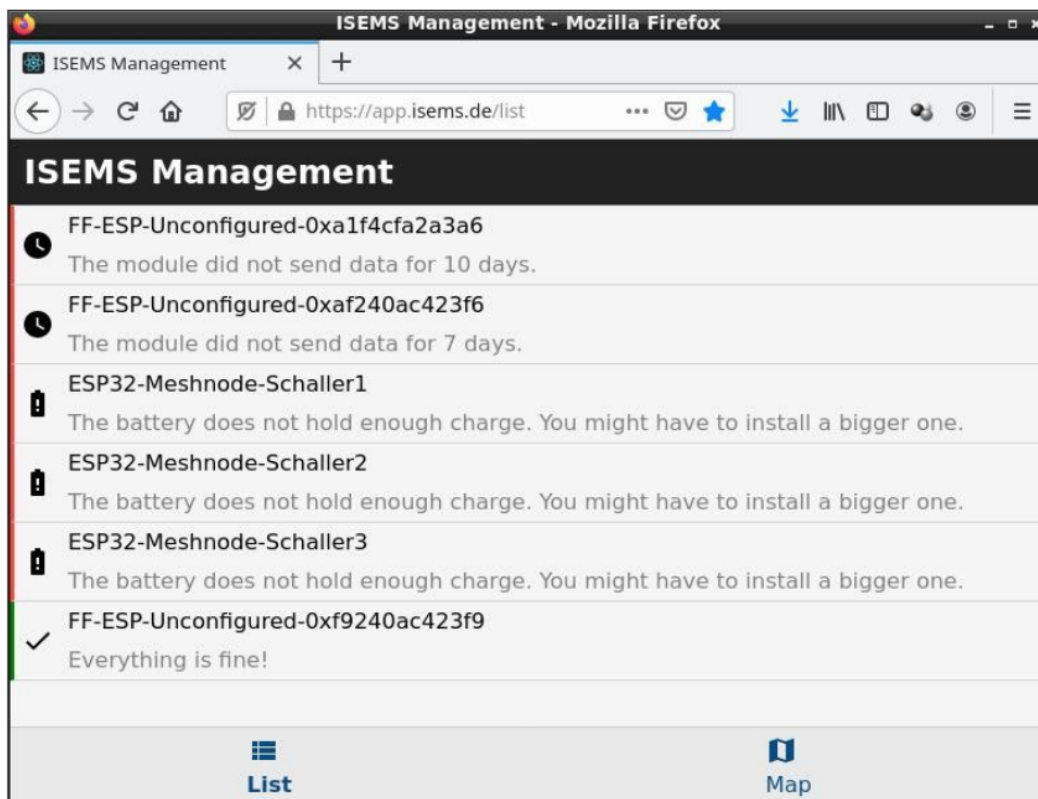 ISEMS Management - Mozilla Firefox
ISEMS Management
https://app.isems.de/list
ISEMS Management
FF-ESP-Unconfigured-0xa1f4cfa2a3a6
The module did not send data for 10 days.
FF-ESP-Unconfigured-0xaf240ac423f6
The module did not send data for 7 days.
ESP32-Meshnode-Schaller1
The battery does not hold enough charge. You might have to install a bigger one.
ESP32-Meshnode-Schaller2
The battery does not hold enough charge. You might have to install a bigger one.
ESP32-Meshnode-Schaller3
The battery does not hold enough charge. You might have to install a bigger one.
FF-ESP-Unconfigured-0xf9240ac423f9
Everything is fine!
List Map